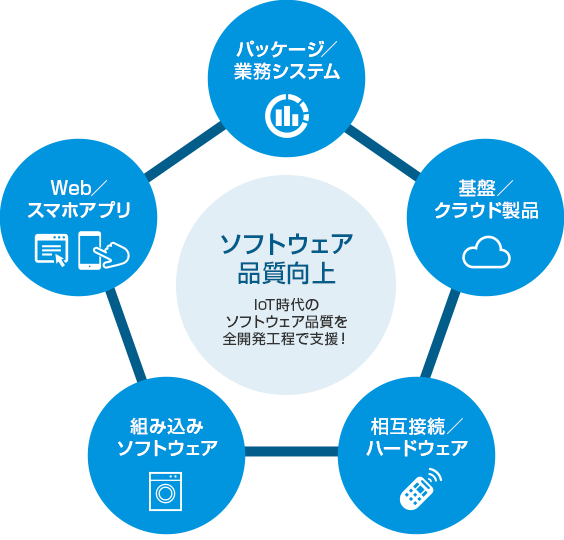 パッケージ／
業務システム
Web／
スマホアプリ
基盤／
クラウド製品
ソフトウェア
品質向上
IoT時代の
ソフトウェア品質を
全開発工程で支援！
組み込み
ソフトウェア
相互接続／
ハードウェア